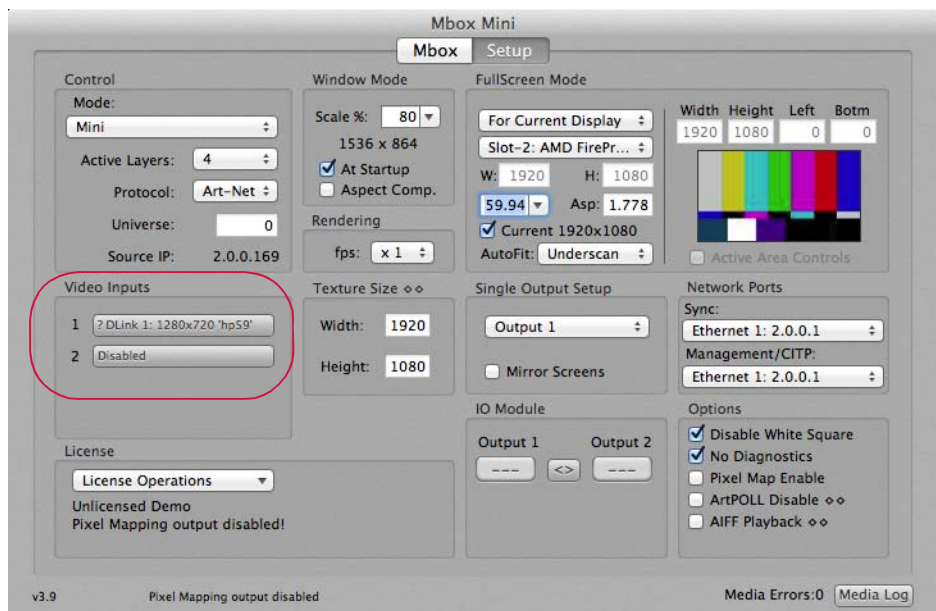 Mbox Mini
Mbox Setup
Control
Mode:
Mini
Active Layers: 4
Protocol: Art-Net
Universe: 0
Source IP: 2.0.0.169
Window Mode
Scale %: 80
1536 x 864
At Startup
Aspect Comp.
Rendering
fps: x 1
FullScreen Mode
For Current Display
Slot-2: AMD FirePr...
W: 1920 H: 1080
59.94 Asp: 1.778
Current 1920x1080
AutoFit: Underscan
Width Height Left Botm
1920 1080 0 0
Active Area Controls
Video Inputs
1 ? DLink 1: 1280x720 "hp59"
2 Disabled
Texture Size ◇◇
Width: 1920
Height: 1080
Single Output Setup
Output 1
Mirror Screens
Network Ports
Sync:
Ethernet 1: 2.0.0.1
Management/CITP:
Ethernet 1: 2.0.0.1
License
License Operations
Unlicensed Demo
Pixel Mapping output disabled!
IO Module
Output 1 Output 2
--- <> ---
Options
Disable White Square
No Diagnostics
Pixel Map Enable
ArtPOLL Disable ◇◇
AIFF Playback ◇◇
v3.9 Pixel Mapping output disabled Media Errors:0 Media Log